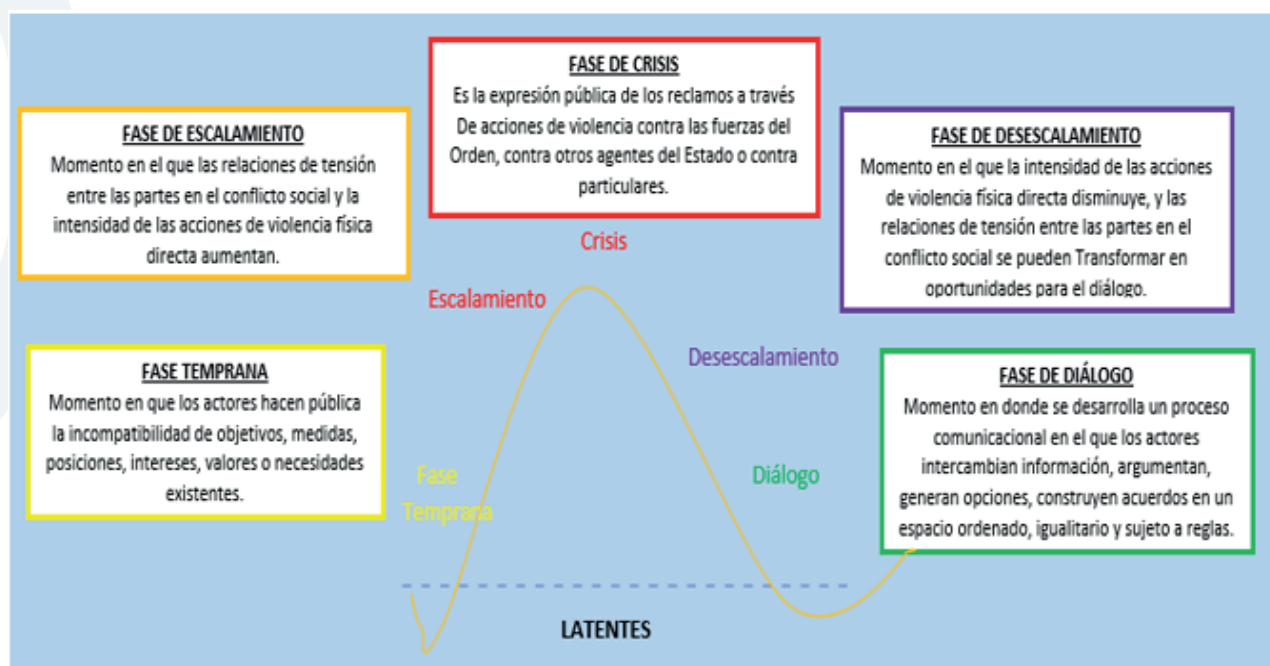 FASE DE CRISIS
Es la expresión pública de los reclamos a través
De acciones de violencia contra las fuerzas del
Orden, contra otros agentes del Estado o contra
particulares.
FASE DE ESCALAMIENTO
Momento en el que las relaciones de tensión
entre las partes en el conflicto social y la
intensidad de las acciones de violencia física
directa aumentan.
FASE DE DESESCALAMIENTO
Momento en el que la intensidad de las acciones
de violencia física directa disminuye, y las
relaciones de tensión entre las partes en el
conflicto social se pueden Transformar en
oportunidades para el diálogo.
Crisis
Escalamiento
Desescalamiento
FASE TEMPRANA
Momento en que los actores hacen pública
la incompatibilidad de objetivos, medidas,
posiciones, intereses, valores o necesidades
existentes.
FASE DE DIÁLOGO
Momento en donde se desarrolla un proceso
comunicacional en el que los actores
intercambian información, argumentan,
generan opciones, construyen acuerdos en un
espacio ordenado, igualitario y sujeto a reglas.
Fase
Temprana
Diálogo
LATENTES